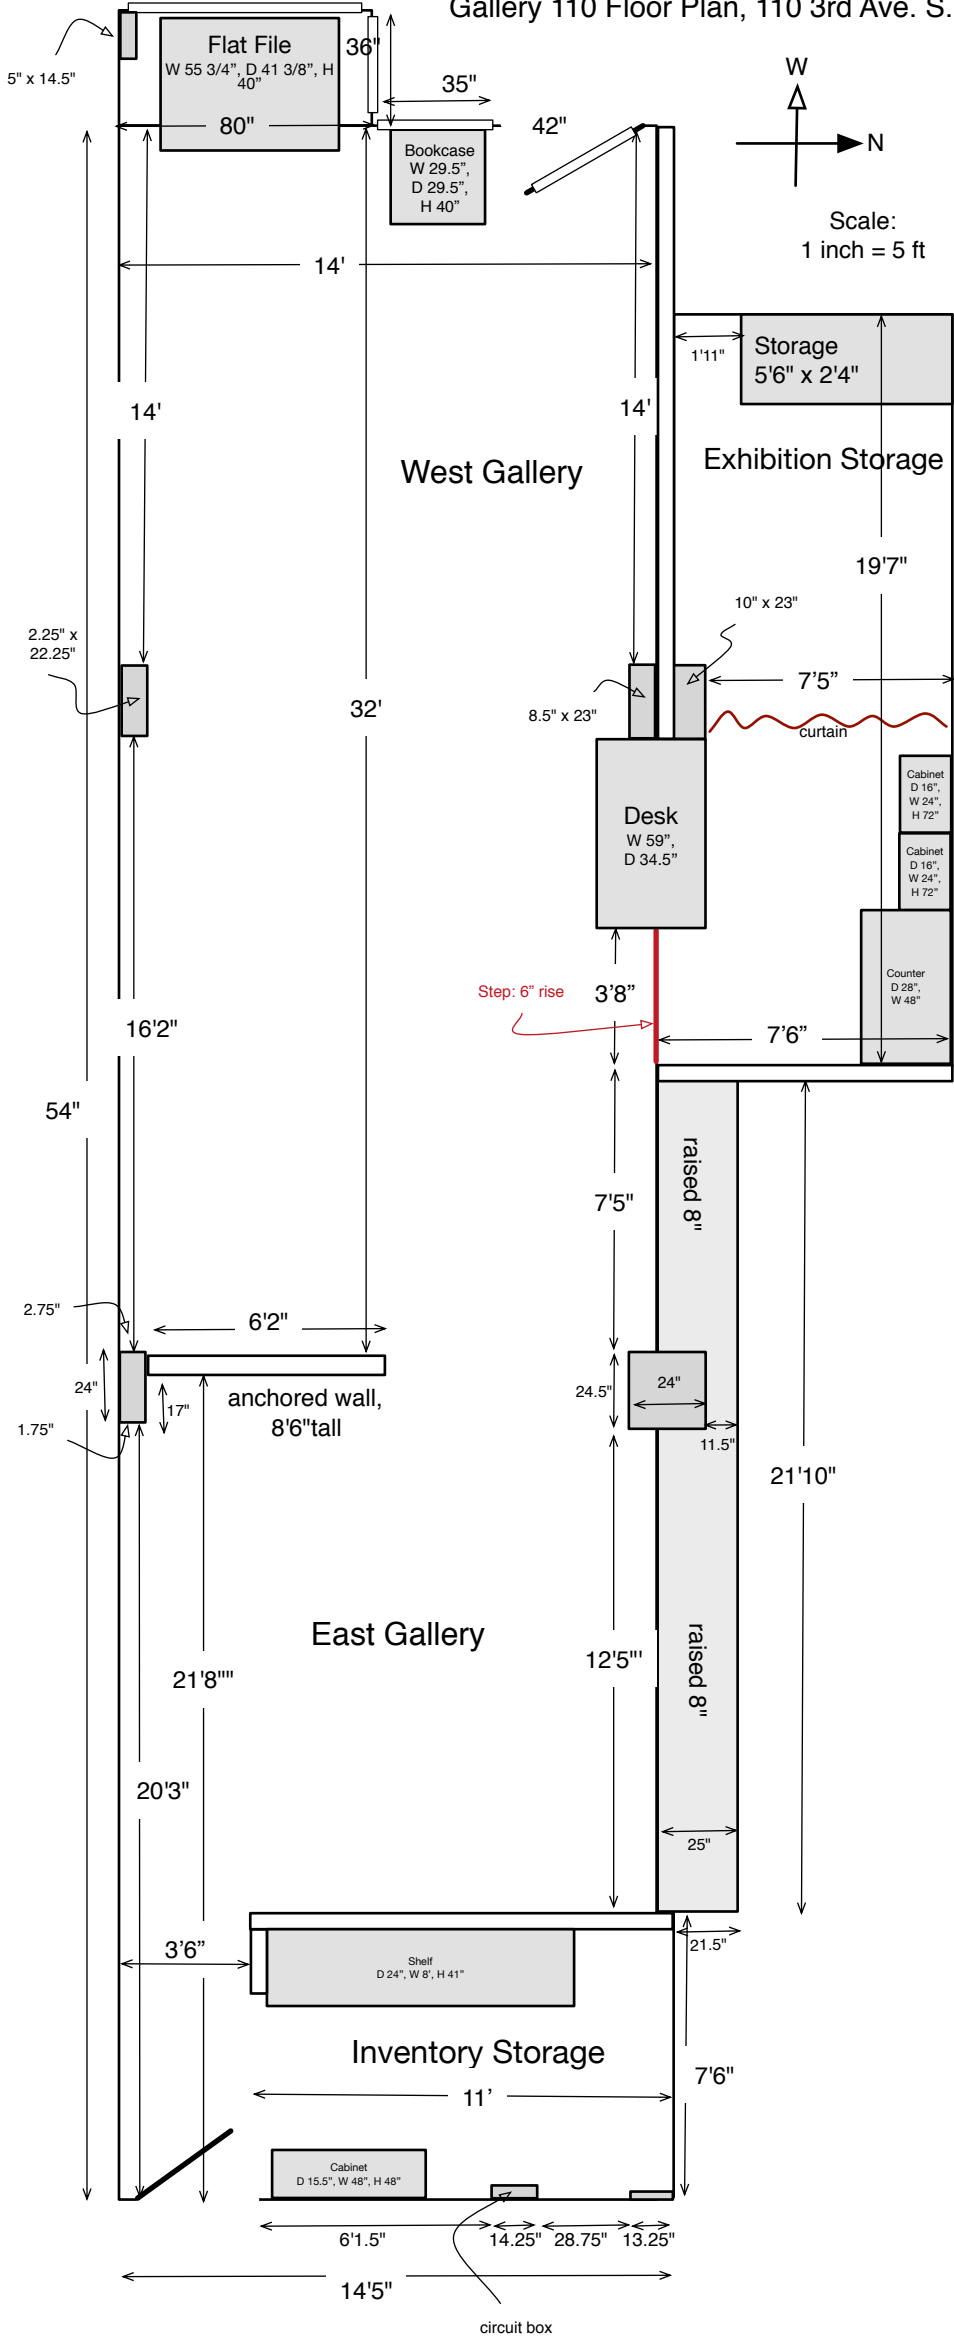 Gallery 110 Floor Plan, 110 3rd Ave. S.
5" x 14.5"
Flat File
W 55 3/4”, D 41 3/8”, H
40”
36"
35"
80"
42"
Bookcase
W 29.5”,
D 29.5”,
H 40”
W
N
Scale:
1 inch = 5 ft
14'
1'11"
Storage
5'6" x 2'4"
14'
14'
West Gallery
Exhibition Storage
19'7"
10" x 23"
2.25" x
22.25"
7’5”
32'
8.5" x 23"
curtain
Cabinet
D 16”,
W 24”,
H 72”
Desk
W 59”,
D 34.5”
Cabinet
D 16”,
W 24”,
H 72”
Counter
D 28”,
W 48”
Step: 6” rise
3’8”
16'2"
7’6”
54"
raised 8"
7'5"
2.75"
6'2"
24"
17"
anchored wall,
8'6"tall
24.5"
24"
1.75"
11.5"
21'10"
East Gallery
raised 8"
12'5"'
21'8""
20'3"
25"
3’6”
21.5"
Shelf
D 24”, W 8’, H 41”
Inventory Storage
7'6"
11’
Cabinet
D 15.5”, W 48”, H 48”
6'1.5"
14.25"
28.75"
13.25"
14'5"
circuit box